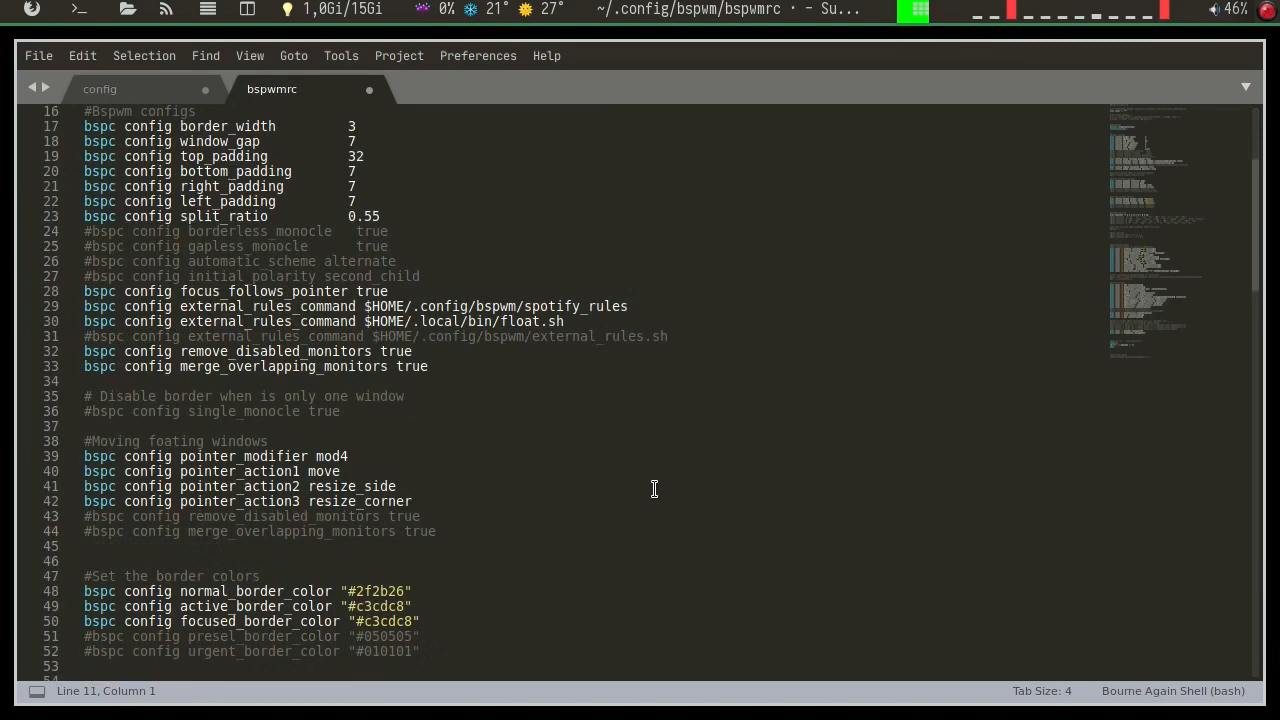 1,0Gi/15Gi 0% 21° 27° ~/.config/bspwm/bspwmrc · - Su... 46%
File Edit Selection Find View Goto Tools Project Preferences Help
config bspwmrc
16 #Bspwm configs
17 bspc config border_width 3
18 bspc config window_gap 7
19 bspc config top_padding 32
20 bspc config bottom_padding 7
21 bspc config right_padding 7
22 bspc config left_padding 7
23 bspc config split_ratio 0.55
24 #bspc config borderless_monocle true
25 #bspc config gapless_monocle true
26 #bspc config automatic_scheme alternate
27 #bspc config initial_polarity second_child
28 bspc config focus_follows_pointer true
29 bspc config external_rules_command $HOME/.config/bspwm/spotify_rules
30 bspc config external_rules_command $HOME/.local/bin/float.sh
31 #bspc config external_rules_command $HOME/.config/bspwm/external_rules.sh
32 bspc config remove_disabled_monitors true
33 bspc config merge_overlapping_monitors true
34
35 # Disable border when is only one window
36 #bspc config single_monocle true
37
38 #Moving foating windows
39 bspc config pointer_modifier mod4
40 bspc config pointer_action1 move
41 bspc config pointer_action2 resize_side
42 bspc config pointer_action3 resize_corner
43 #bspc config remove_disabled_monitors true
44 #bspc config merge_overlapping_monitors true
45
46
47 #Set the border colors
48 bspc config normal_border_color "#2f2b26"
49 bspc config active_border_color "#c3cdc8"
50 bspc config focused_border_color "#c3cdc8"
51 #bspc config presel_border_color "#050505"
52 #bspc config urgent_border_color "#010101"
53
54
Line 11, Column 1 Tab Size: 4 Bourne Again Shell (bash)